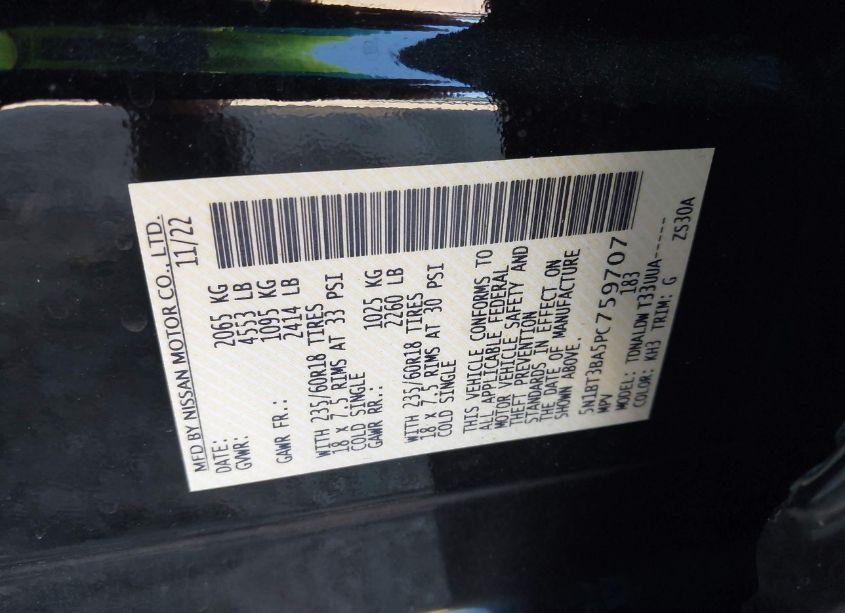 MFD BY NISSAN MOTOR CO., LTD.
DATE: 11/22
GVWR: 2065 KG
4553 LB
GAWR FR.: 1095 KG
2414 LB
WITH 235/60R18 TIRES
18 x 7.5 RIMS AT 33 PSI
COLD SINGLE
GAWR RR.: 1025 KG
2260 LB
WITH 235/60R18 TIRES
18 x 7.5 RIMS AT 30 PSI
COLD SINGLE
THIS VEHICLE CONFORMS TO
ALL APPLICABLE FEDERAL
MOTOR VEHICLE SAFETY AND
THEFT PREVENTION
STANDARDS IN EFFECT ON
THE DATE OF MANUFACTURE
SHOWN ABOVE.
5N1BT3BA5PC759707
MPV 183
MODEL: TDNALDW T33UUA-----
COLOR: KH3 TRIM: G ZS30A